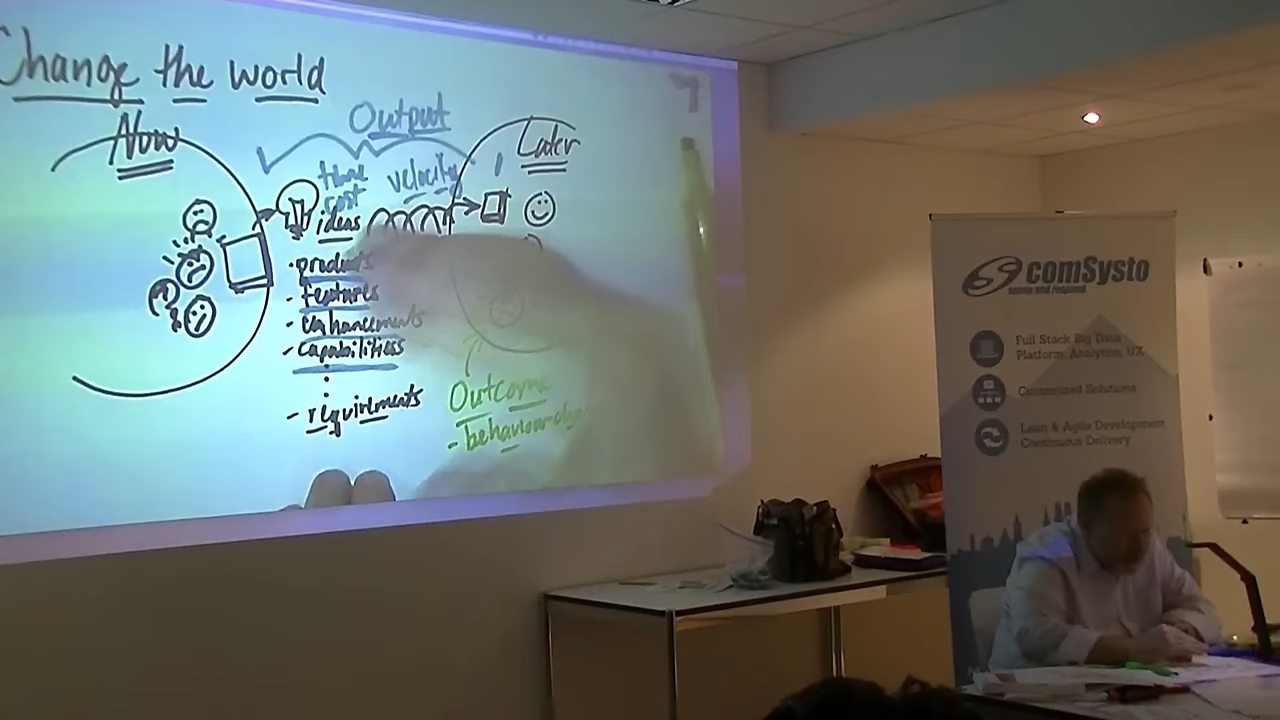 Change the world
Now
Output
Later
time
cost
velocity
ideas
- products
- features
- enhancements
- capabilities
- requirements
Outcome
- behaviour
comSysto
sense and respond
Full Stack Big Data
Platform, Analytics, UX
Customized Solutions
Lean & Agile Development
Continuous Delivery